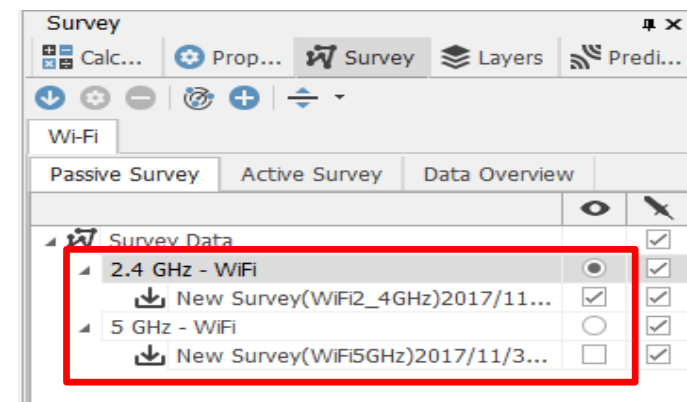 Survey
Calc... Prop... Survey Layers Predi...
Wi-Fi
Passive Survey Active Survey Data Overview
Survey Data
2.4 GHz - WiFi
New Survey(WiFi2_4GHz)2017/11...
5 GHz - WiFi
New Survey(WiFi5GHz)2017/11/3...